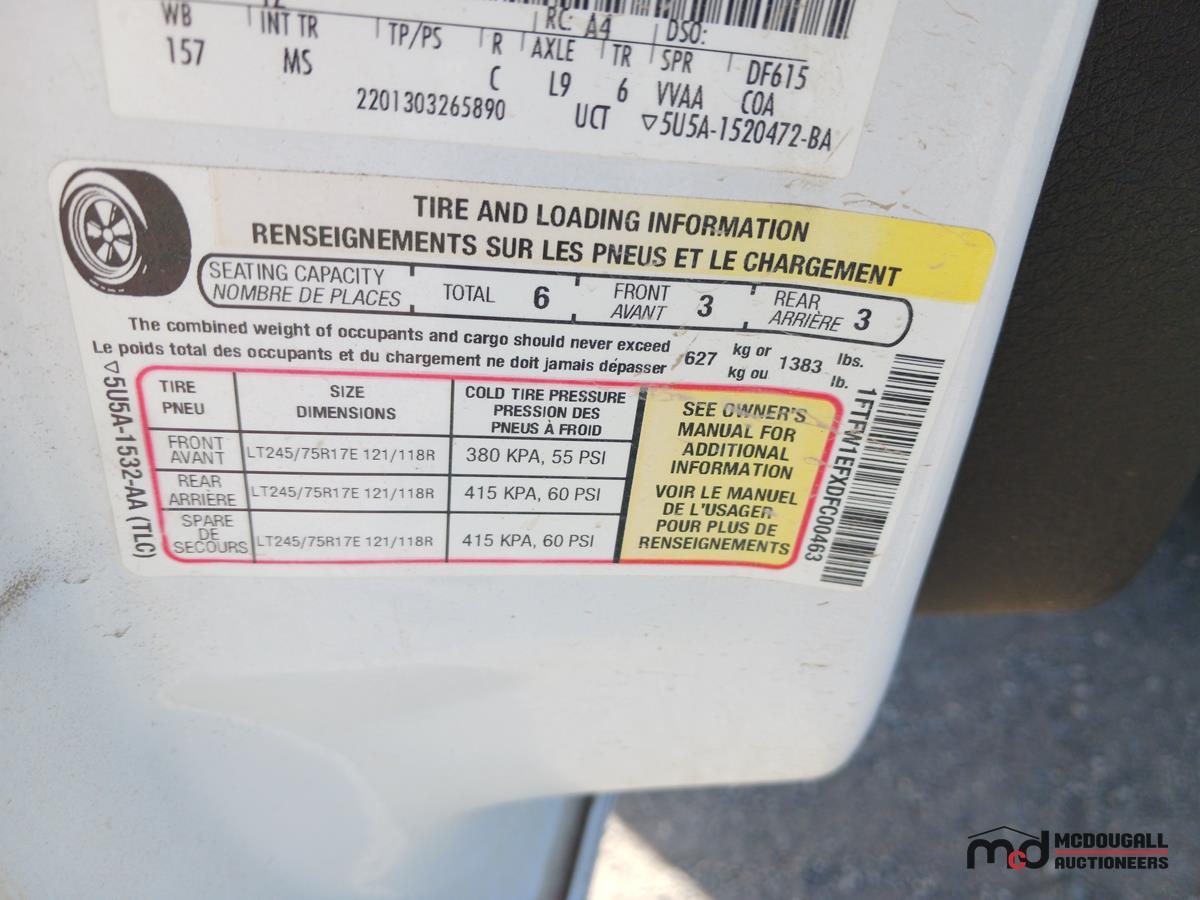 WB INT TR TP/PS R AXLE TR SPR
RC: A4 DSO:
157 MS C L9 6 VVAA DF615
COA
2201303265890 UCT ▽5U5A-1520472-BA
TIRE AND LOADING INFORMATION
RENSEIGNEMENTS SUR LES PNEUS ET LE CHARGEMENT
SEATING CAPACITY TOTAL 6 FRONT 3 REAR 3
NOMBRE DE PLACES AVANT ARRIÈRE
The combined weight of occupants and cargo should never exceed 627 kg or 1383 lbs.
Le poids total des occupants et du chargement ne doit jamais dépasser kg ou lb.
▽5U5A-1532-AA (TLC)
TIRE SIZE COLD TIRE PRESSURE
PNEU DIMENSIONS PRESSION DES
PNEUS À FROID
FRONT
AVANT LT245/75R17E 121/118R 380 KPA, 55 PSI
REAR
ARRIÈRE LT245/75R17E 121/118R 415 KPA, 60 PSI
SPARE
DE
SECOURS LT245/75R17E 121/118R 415 KPA, 60 PSI
SEE OWNER'S
MANUAL FOR
ADDITIONAL
INFORMATION
VOIR LE MANUEL
DE L'USAGER
POUR PLUS DE
RENSEIGNEMENTS
1FTFW1EFXDFC00463
mcd MCDOUGALL
AUCTIONEERS